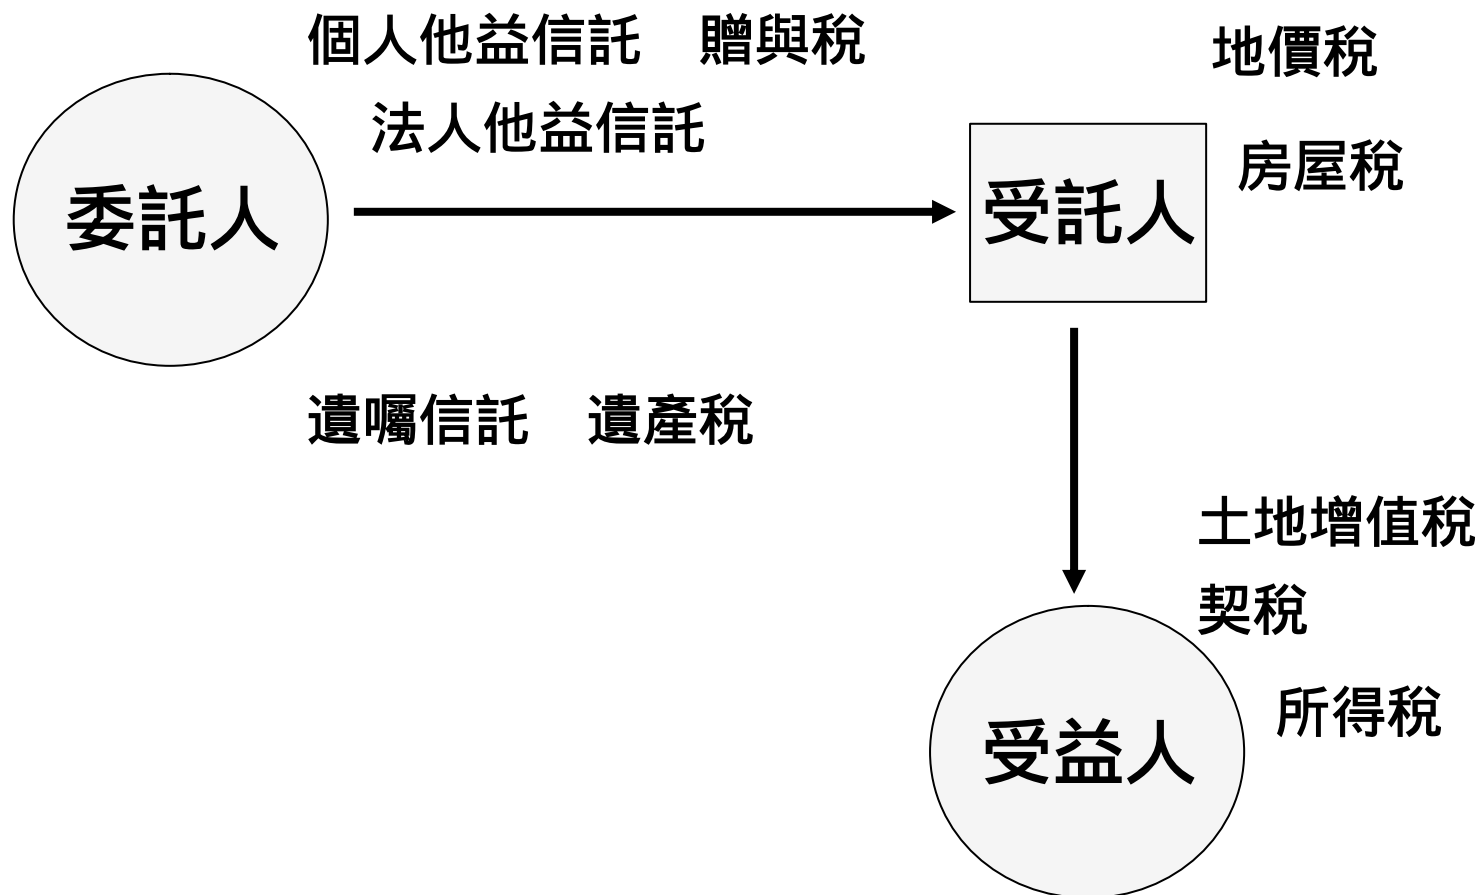 個人他益信託 贈與稅
法人他益信託
委託人
受託人
地價稅
房屋稅
遺囑信託 遺產稅
土地增值稅
契稅
所得稅
受益人